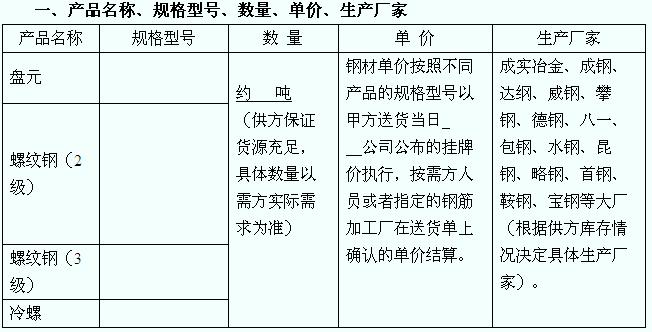 一、产品名称、规格型号、数量、单价、生产厂家
产品名称 规格型号 数 量 单 价 生产厂家
盘元
螺纹钢（2
级）
螺纹钢（3
级）
冷螺
约 吨
（供方保证
货源充足，
具体数量以
需方实际需
求为准）
钢材单价按照不同
产品的规格型号以
甲方送货当日_
__公司公布的挂牌
价执行，按需方人
员或者指定的钢筋
加工厂在送货单上
确认的单价结算。
成实冶金、成钢、
达纲、威钢、攀
钢、德钢、八一、
包钢、水钢、昆
钢、略钢、首钢、
鞍钢、宝钢等大厂
（根据供方库存情
况决定具体生产厂
家）。